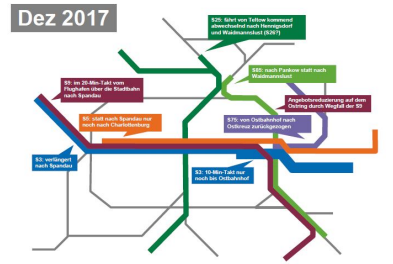 Dez 2017
S25: fährt von Teltow kommend
abwechselnd nach Hennigsdorf
und Waidmannslust (S26?)
S85: nach Pankow statt nach
Waidmannslust
S9: im 20-Min-Takt vom
Flughafen über die Stadtbahn
nach Spandau
Angebotsreduzierung auf dem
Ostring durch Wegfall der S9
S5: statt nach Spandau nur
noch nach Charlottenburg
S75: von Ostbahnhof nach
Ostkreuz zurückgezogen
S3: verlängert
nach Spandau
S3: 10-Min-Takt nur
noch bis Ostbahnhof